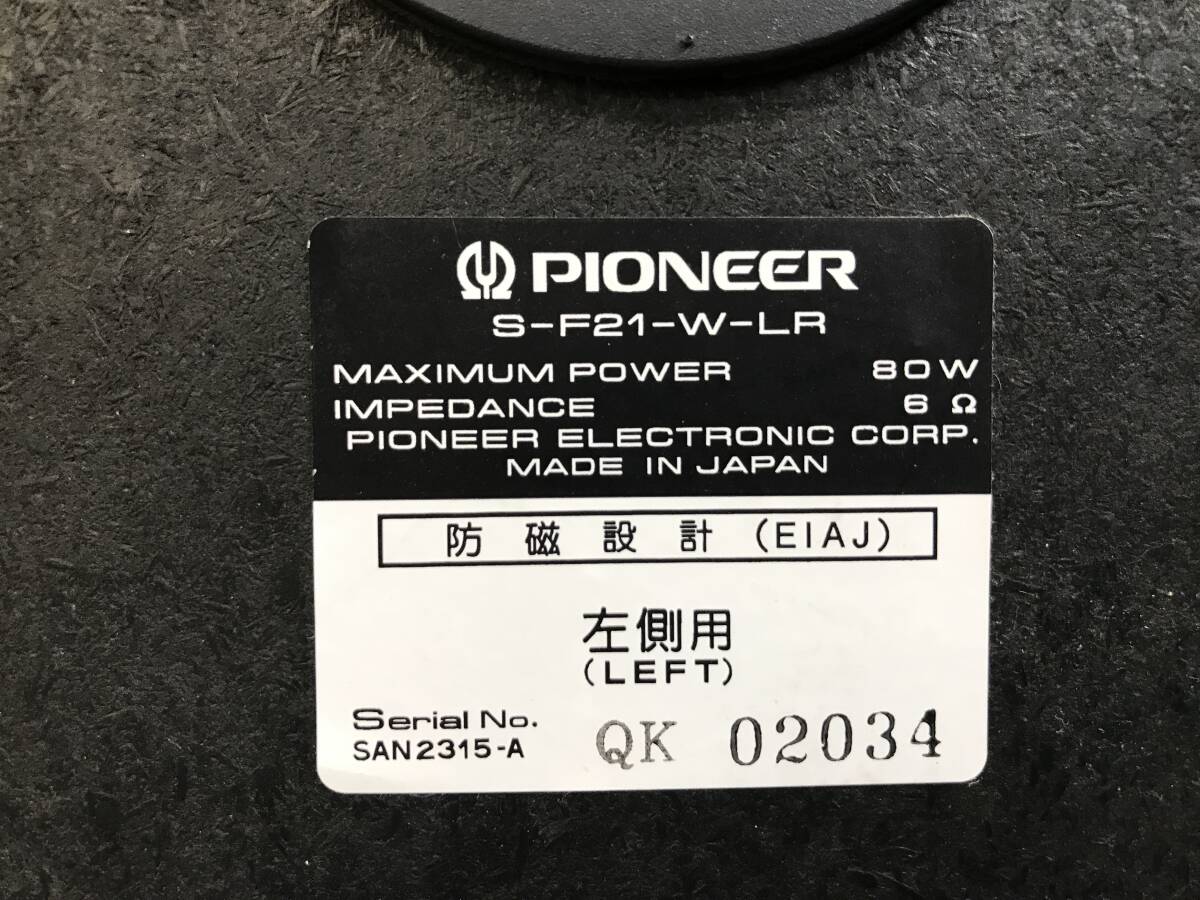 PIONEER
S-F21-W-LR
MAXIMUM POWER 80W
IMPEDANCE 6 Ω
PIONEER ELECTRONIC CORP.
MADE IN JAPAN
防磁設計(EIAJ)
左側用
(LEFT)
Serial No. QK 02034
SAN2315-A